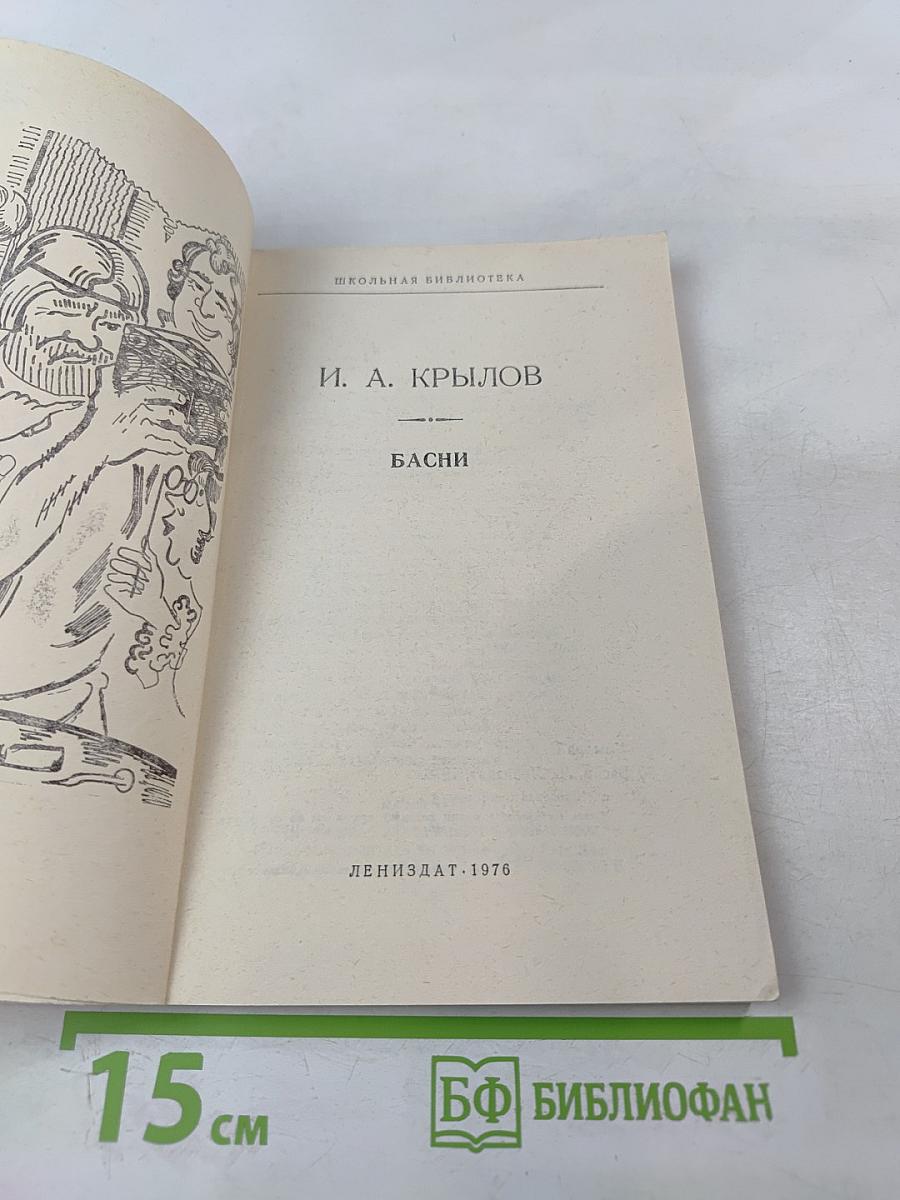 ШКОЛЬНАЯ БИБЛИОТЕКА
И. А. КРЫЛОВ
БАСНИ
ЛЕНИЗДАТ · 1976
15 см
БФ БИБЛИОФАН